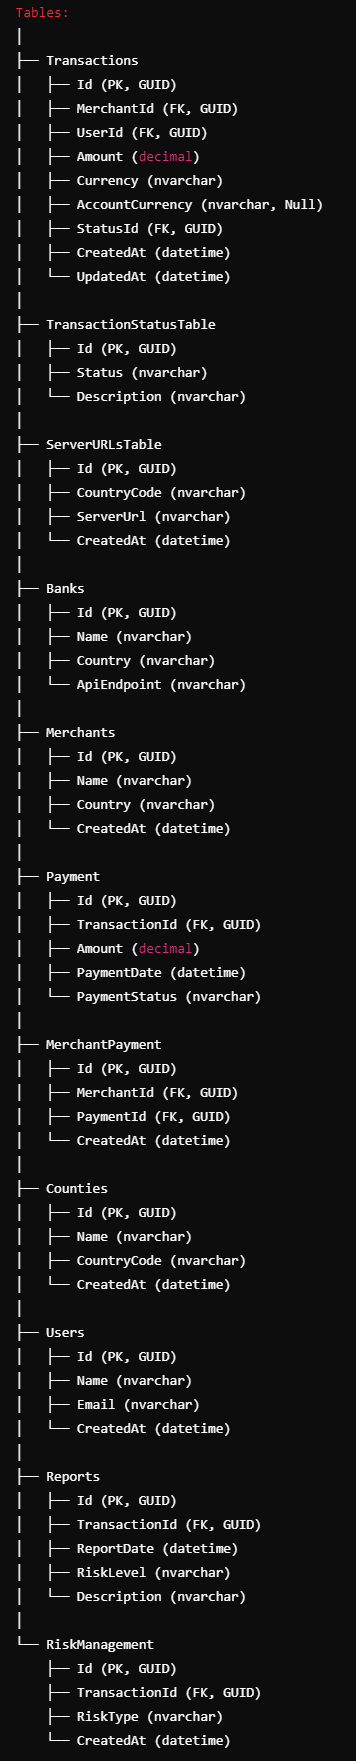 Tables:
│
├── Transactions
│   ├── Id (PK, GUID)
│   ├── MerchantId (FK, GUID)
│   ├── UserId (FK, GUID)
│   ├── Amount (decimal)
│   ├── Currency (nvarchar)
│   ├── AccountCurrency (nvarchar, Null)
│   ├── StatusId (FK, GUID)
│   ├── CreatedAt (datetime)
│   └── UpdatedAt (datetime)
│
├── TransactionStatusTable
│   ├── Id (PK, GUID)
│   ├── Status (nvarchar)
│   └── Description (nvarchar)
│
├── ServerURLsTable
│   ├── Id (PK, GUID)
│   ├── CountryCode (nvarchar)
│   ├── ServerUrl (nvarchar)
│   └── CreatedAt (datetime)
│
├── Banks
│   ├── Id (PK, GUID)
│   ├── Name (nvarchar)
│   ├── Country (nvarchar)
│   └── ApiEndpoint (nvarchar)
│
├── Merchants
│   ├── Id (PK, GUID)
│   ├── Name (nvarchar)
│   ├── Country (nvarchar)
│   └── CreatedAt (datetime)
│
├── Payment
│   ├── Id (PK, GUID)
│   ├── TransactionId (FK, GUID)
│   ├── Amount (decimal)
│   ├── PaymentDate (datetime)
│   └── PaymentStatus (nvarchar)
│
├── MerchantPayment
│   ├── Id (PK, GUID)
│   ├── MerchantId (FK, GUID)
│   ├── PaymentId (FK, GUID)
│   └── CreatedAt (datetime)
│
├── Counties
│   ├── Id (PK, GUID)
│   ├── Name (nvarchar)
│   ├── CountryCode (nvarchar)
│   └── CreatedAt (datetime)
│
├── Users
│   ├── Id (PK, GUID)
│   ├── Name (nvarchar)
│   ├── Email (nvarchar)
│   └── CreatedAt (datetime)
│
├── Reports
│   ├── Id (PK, GUID)
│   ├── TransactionId (FK, GUID)
│   ├── ReportDate (datetime)
│   ├── RiskLevel (nvarchar)
│   └── Description (nvarchar)
│
└── RiskManagement
    ├── Id (PK, GUID)
    ├── TransactionId (FK, GUID)
    ├── RiskType (nvarchar)
    └── CreatedAt (datetime)